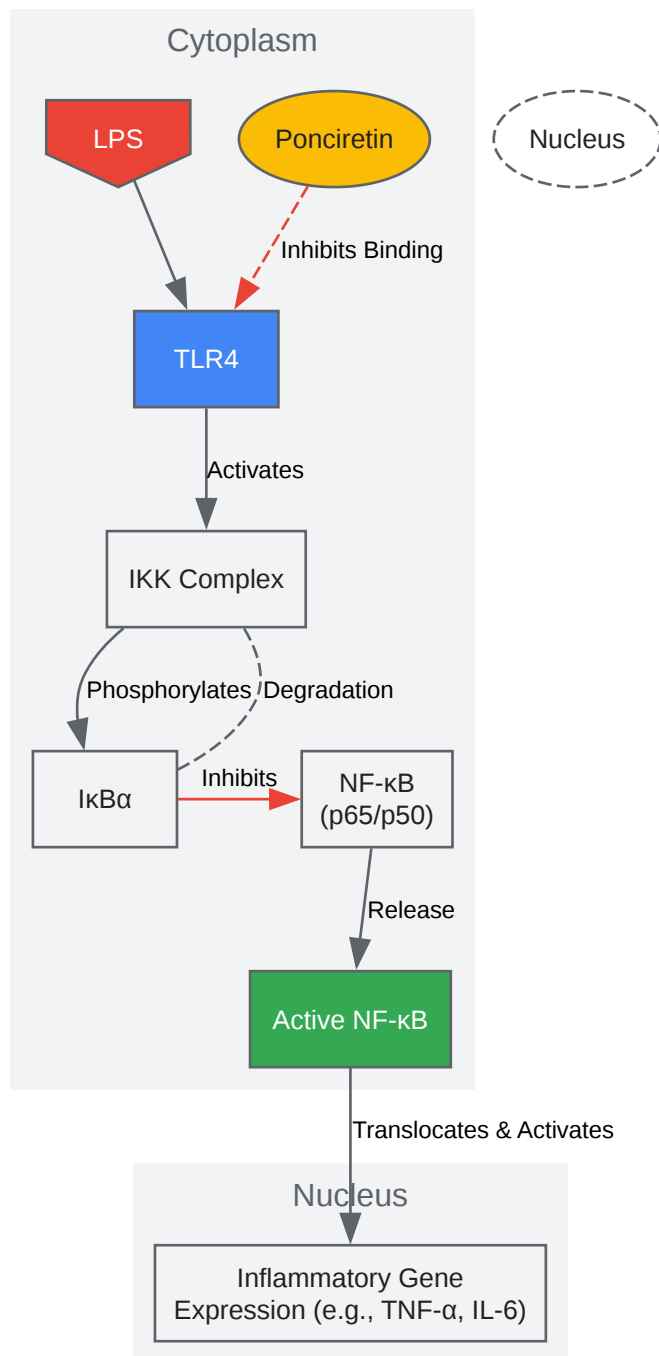 Cytoplasm
LPS
Ponciretin
Nucleus
Inhibits Binding
TLR4
Activates
IKK Complex
Phosphorylates
Degradation
IκBα
Inhibits
NF-κB
(p65/p50)
Release
Active NF-κB
Translocates & Activates
Nucleus
Inflammatory Gene
Expression (e.g., TNF-α, IL-6)